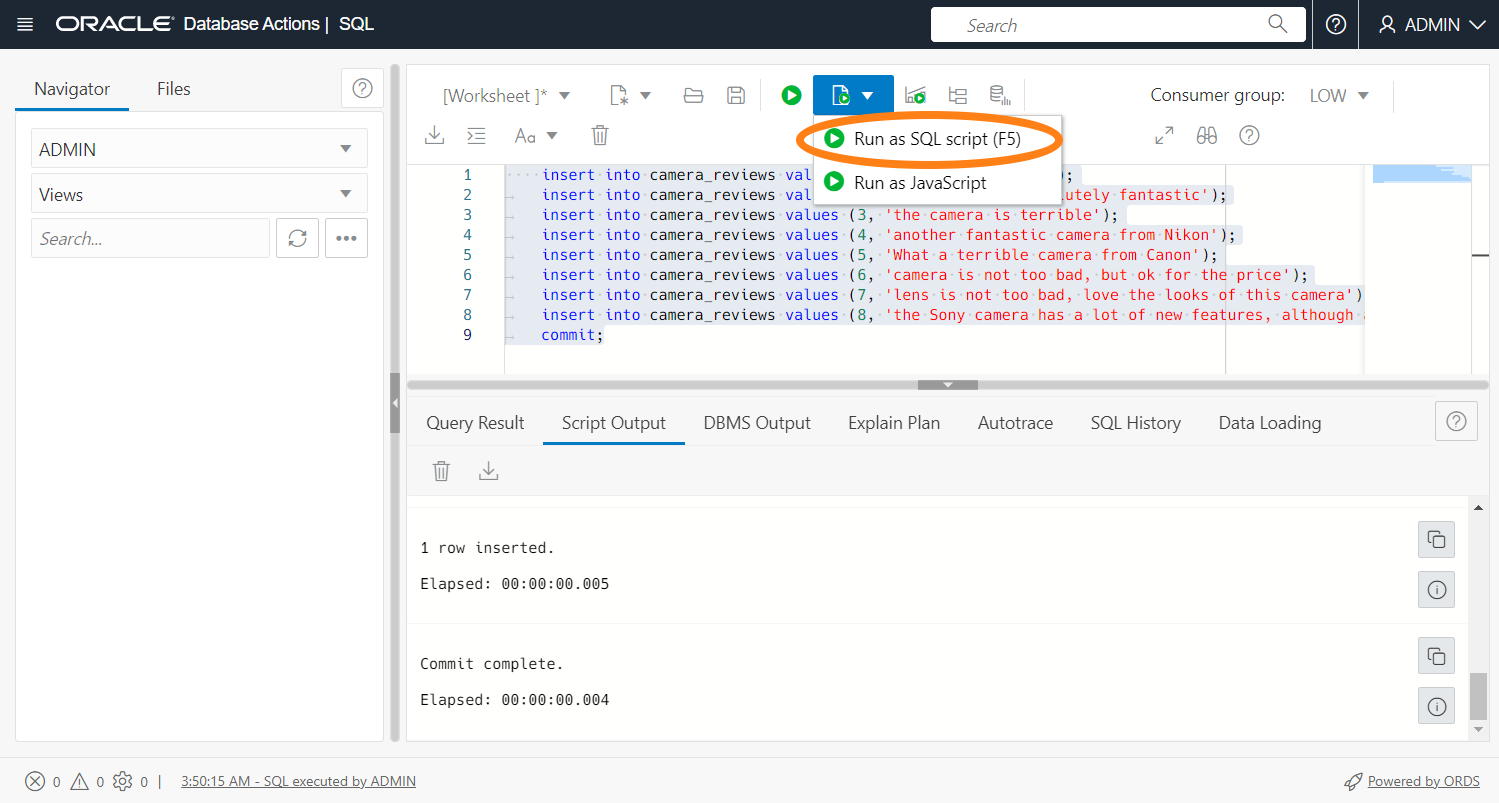 ORACLE Database Actions | SQL
Search
ADMIN
Navigator
Files
ADMIN
Views
Search...
[Worksheet ]*
Aa
Consumer group: LOW
Run as SQL script (F5)
Run as JavaScript
1 insert into camera_reviews val );
2 insert into camera_reviews valu lutely fantastic');
3 insert into camera_reviews values (3, 'the camera is terrible');
4 insert into camera_reviews values (4, 'another fantastic camera from Nikon');
5 insert into camera_reviews values (5, 'What a terrible camera from Canon');
6 insert into camera_reviews values (6, 'camera is not too bad, but ok for the price');
7 insert into camera_reviews values (7, 'lens is not too bad, love the looks of this camera')
8 insert into camera_reviews values (8, 'the Sony camera has a lot of new features, although
9 commit;
Query Result
Script Output
DBMS Output
Explain Plan
Autotrace
SQL History
Data Loading
1 row inserted.
Elapsed: 00:00:00.005
Commit complete.
Elapsed: 00:00:00.004
0 0 0 | 3:50:15 AM - SQL executed by ADMIN
Powered by ORDS